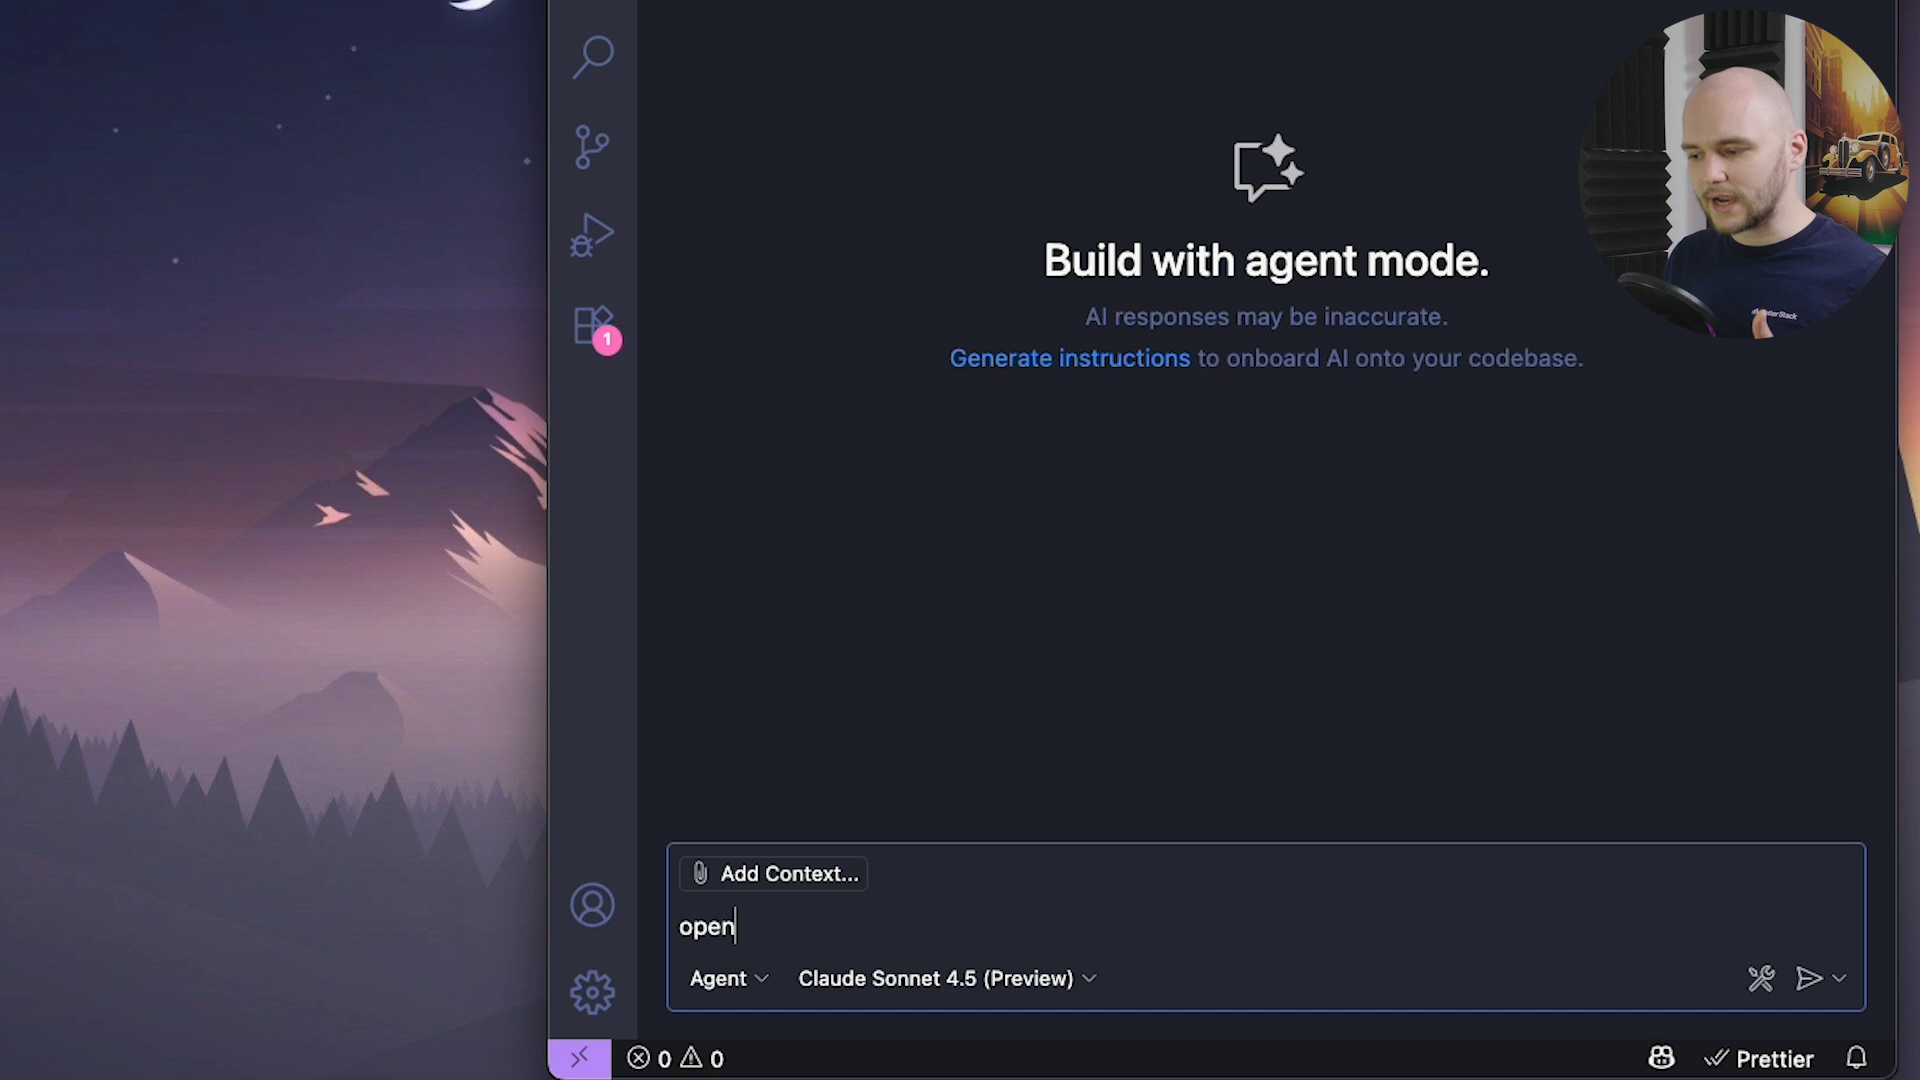 Build with agent mode.
AI responses may be inaccurate.
Generate instructions to onboard AI onto your codebase.
1
Add Context...
open
Agent
Claude Sonnet 4.5 (Preview)
0 0
Prettier